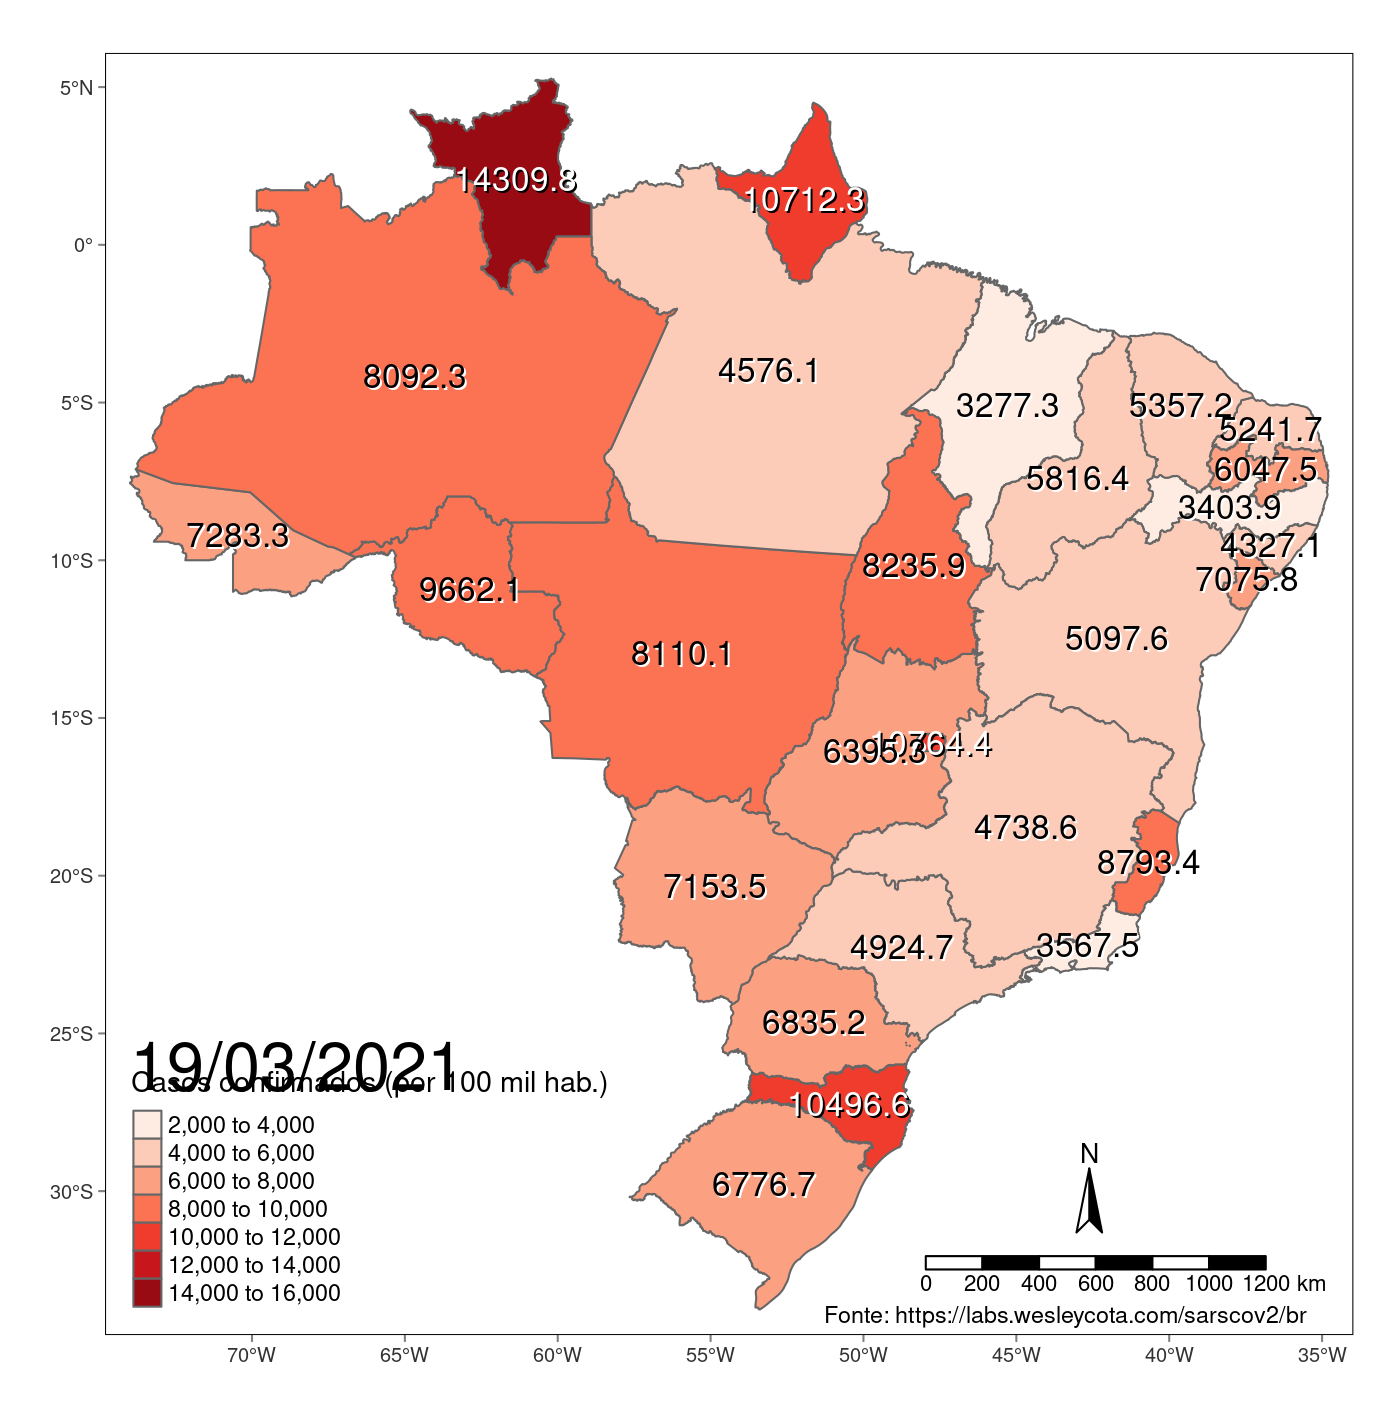 5°N
0°
5°S
10°S
15°S
20°S
25°S
30°S
14309.8
10712.3
8092.3
4576.1
3277.3
5357.2
5241.7
6047.5
5816.4
3403.9
4327.1
7075.8
7283.3
9662.1
8235.9
8110.1
5097.6
10764.4
6395.3
4738.6
8793.4
7153.5
4924.7
3567.5
6835.2
10496.6
6776.7
19/03/2021
Casos confirmados (por 100 mil hab.)
2,000 to 4,000
4,000 to 6,000
6,000 to 8,000
8,000 to 10,000
10,000 to 12,000
12,000 to 14,000
14,000 to 16,000
N
0 200 400 600 800 1000 1200 km
Fonte: https://labs.wesleycota.com/sarscov2/br
70°W 65°W 60°W 55°W 50°W 45°W 40°W 35°W